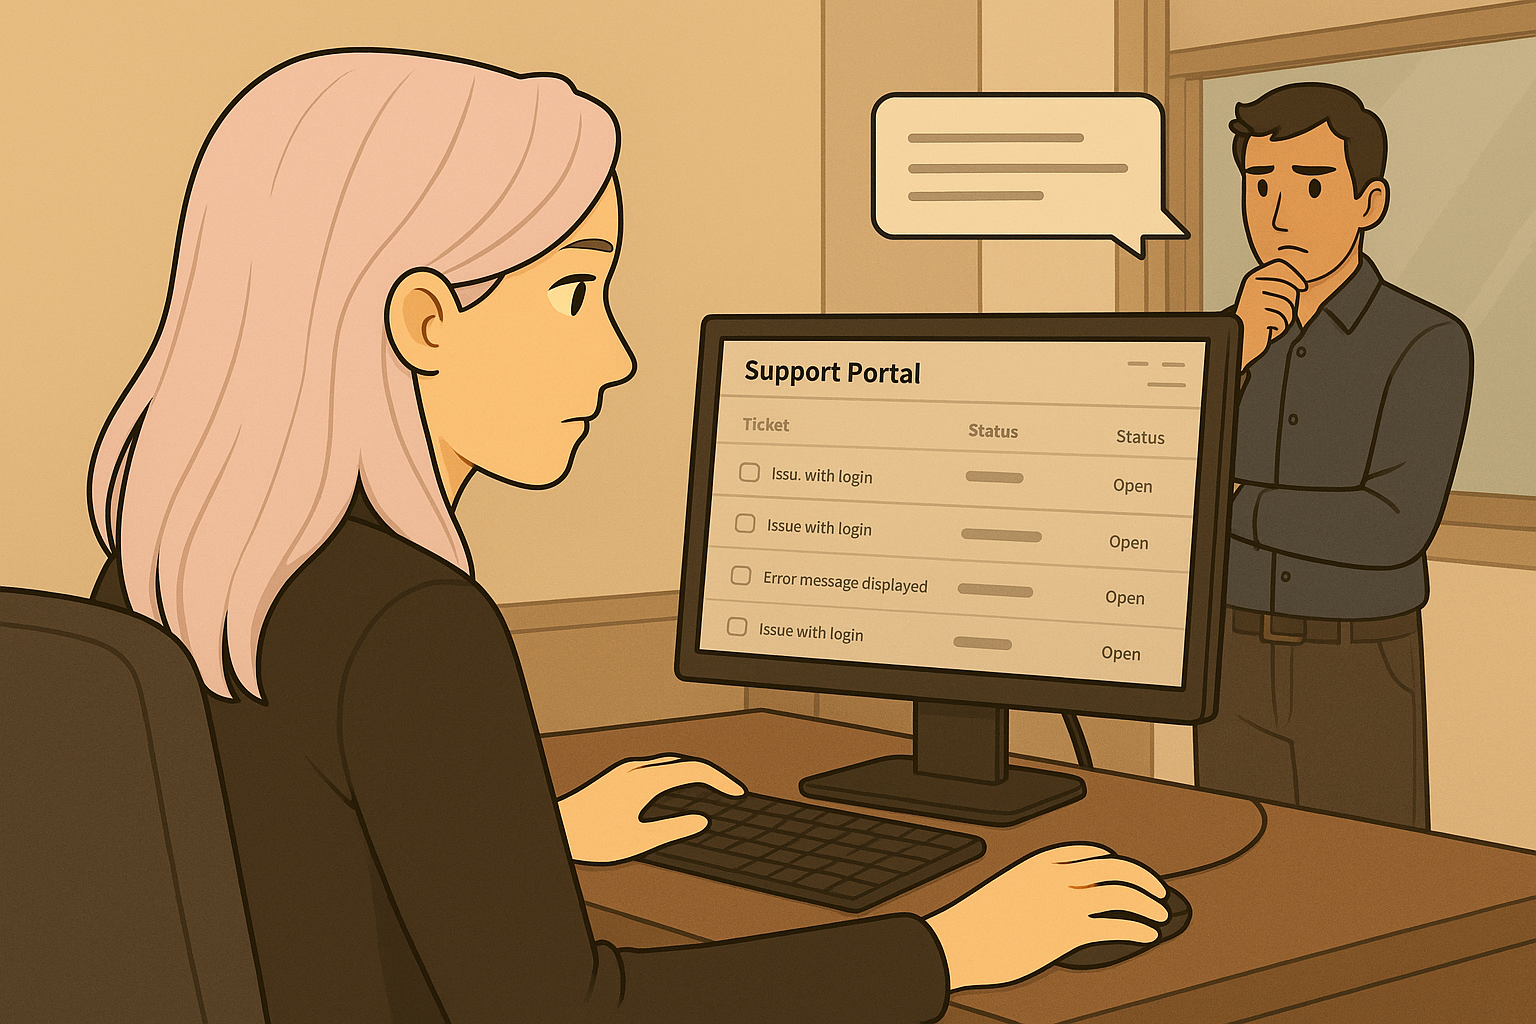 Support Portal
Ticket Status Status
Issu. with login Open
Issue with login Open
Error message displayed Open
Issue with login Open